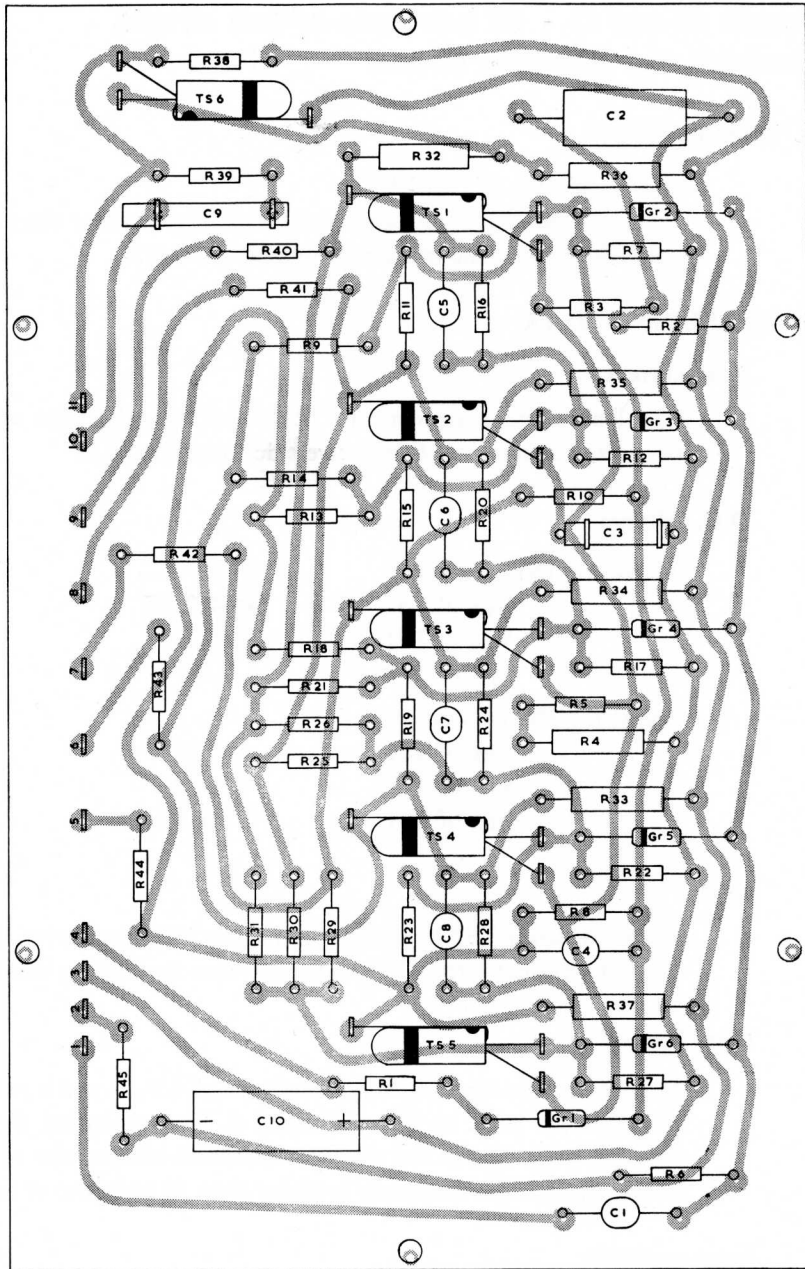 R38
TS6
C2
R32
R39
R36
C9
TS1
Gr2
R40
R7
R41
R11
C5
R16
R3
R2
R9
R35
11
TS2
Gr3
10
R12
R14
R15
C6
R20
R10
9
R13
C3
R42
8
R34
TS3
Gr4
7
R18
R17
R43
R21
R19
C7
R24
R5
6
R26
R4
R25
R33
5
TS4
Gr5
R44
R22
R31
R30
R29
R23
C8
R28
R8
4
C4
3
R37
2
TS5
Gr6
1
R45
R1
R27
C10
− +
Gr1
R6
C1